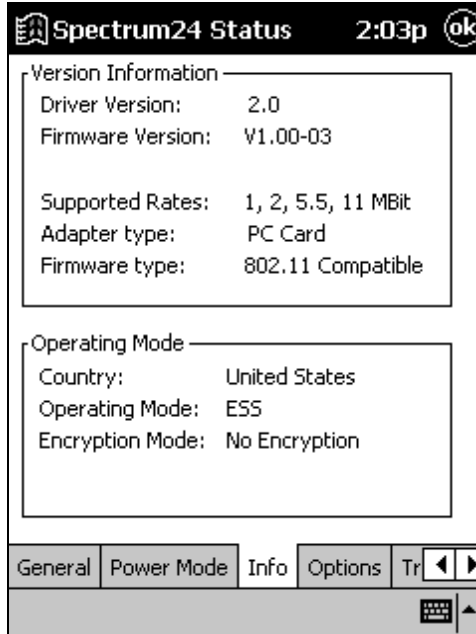 Spectrum24 Status 2:03p ok
Version Information
Driver Version: 2.0
Firmware Version: V1.00-03
Supported Rates: 1, 2, 5.5, 11 MBit
Adapter type: PC Card
Firmware type: 802.11 Compatible
Operating Mode
Country: United States
Operating Mode: ESS
Encryption Mode: No Encryption
General Power Mode Info Options Tr